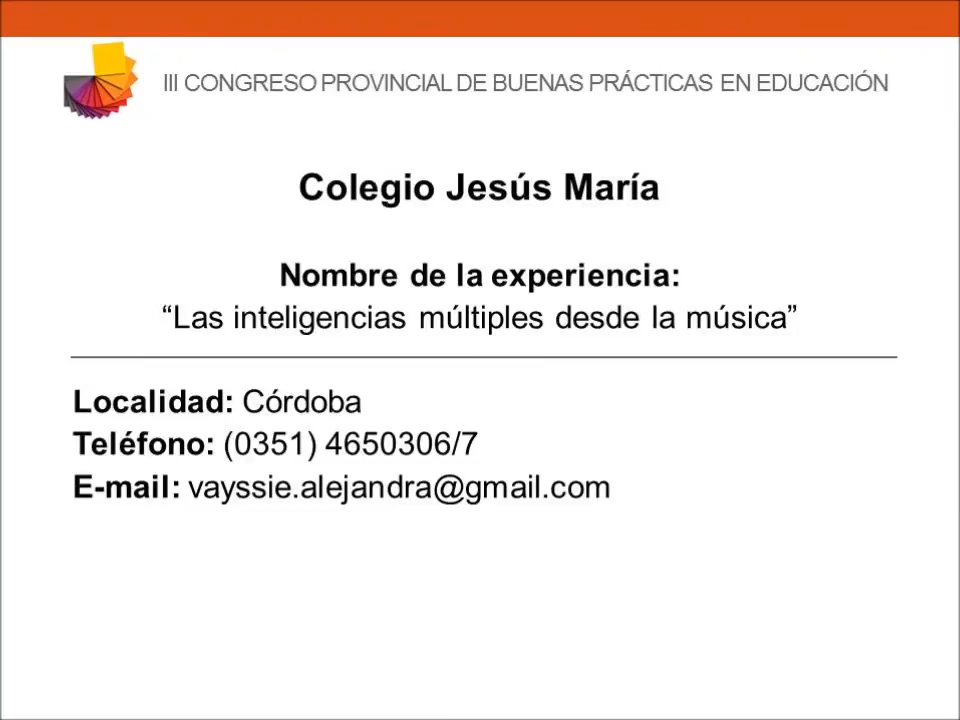 III CONGRESO PROVINCIAL DE BUENAS PRÁCTICAS EN EDUCACIÓN
Colegio Jesús María
Nombre de la experiencia:
“Las inteligencias múltiples desde la música”
Localidad: Córdoba
Teléfono: (0351) 4650306/7
E-mail: vayssie.alejandra@gmail.com